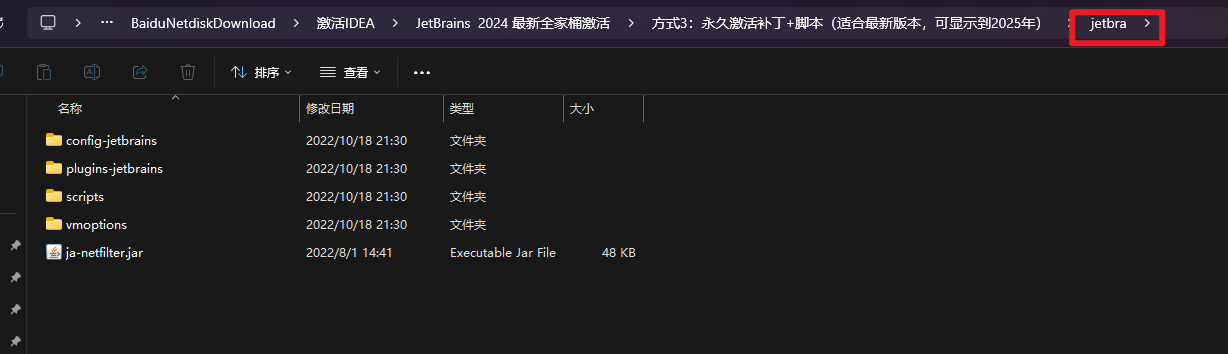 BaiduNetdiskDownload > 激活IDEA > JetBrains 2024 最新全家桶激活 > 方式3：永久激活补丁+脚本（适合最新版本，可显示到2025年） > jetbra >
排序 查看
名称 修改日期 类型 大小
config-jetbrains 2022/10/18 21:30 文件夹
plugins-jetbrains 2022/10/18 21:30 文件夹
scripts 2022/10/18 21:30 文件夹
vmoptions 2022/10/18 21:30 文件夹
ja-netfilter.jar 2022/8/1 14:41 Executable Jar File 48 KB